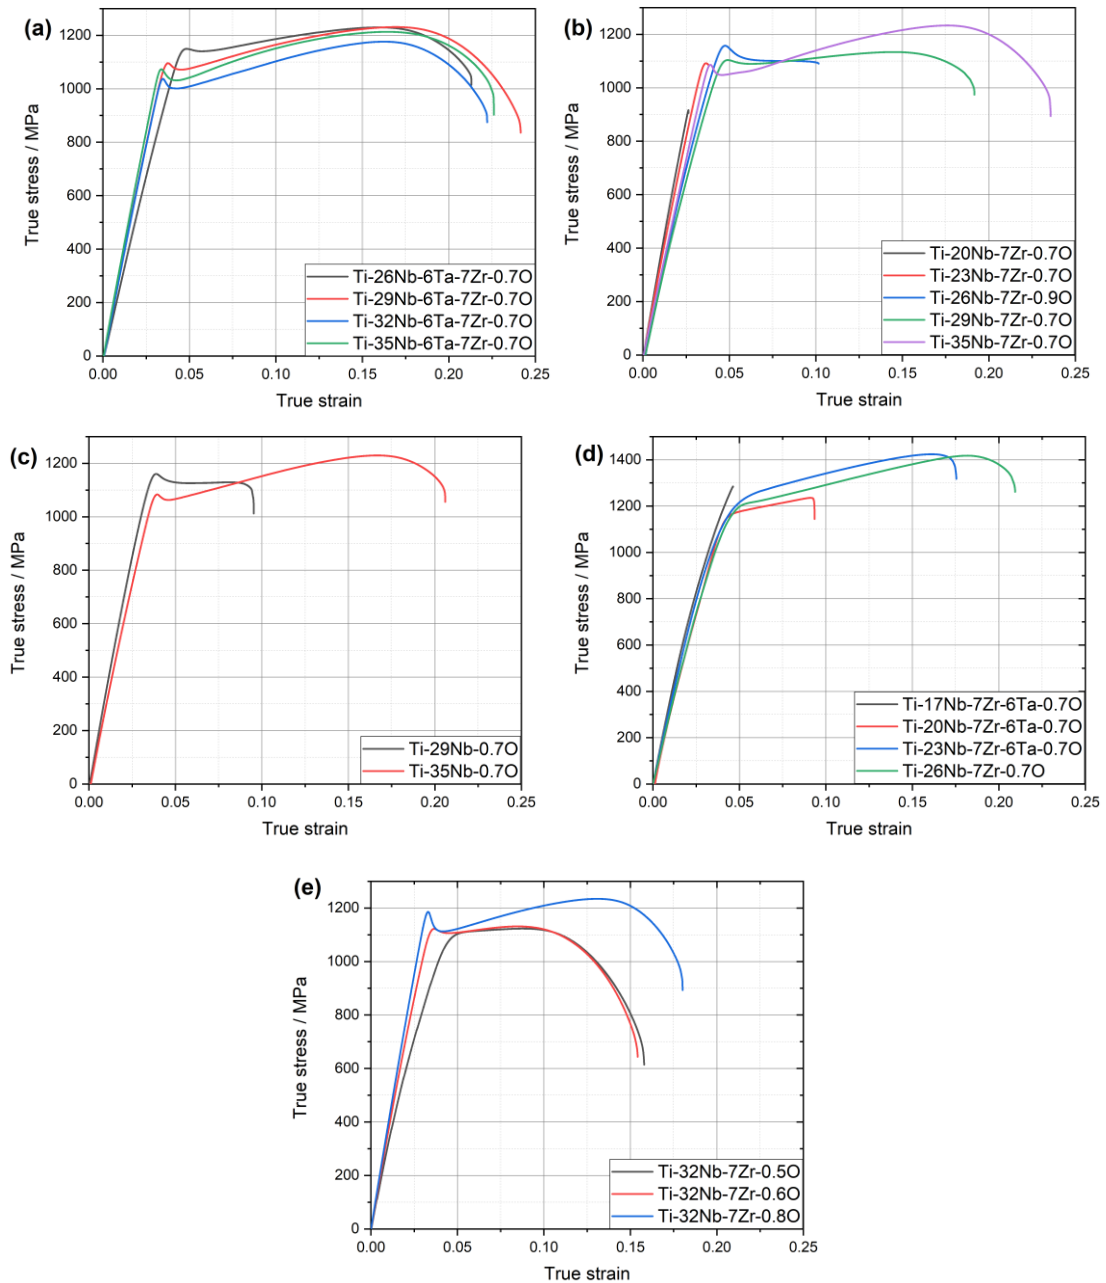 (a)
True stress / MPa
1200
1000
800
600
400
200
0
0.00 0.05 0.10 0.15 0.20 0.25
True strain
Ti-26Nb-6Ta-7Zr-0.7O
Ti-29Nb-6Ta-7Zr-0.7O
Ti-32Nb-6Ta-7Zr-0.7O
Ti-35Nb-6Ta-7Zr-0.7O
(b)
True stress / MPa
1200
1000
800
600
400
200
0
0.00 0.05 0.10 0.15 0.20 0.25
True strain
Ti-20Nb-7Zr-0.7O
Ti-23Nb-7Zr-0.7O
Ti-26Nb-7Zr-0.9O
Ti-29Nb-7Zr-0.7O
Ti-35Nb-7Zr-0.7O
(c)
True stress / MPa
1200
1000
800
600
400
200
0
0.00 0.05 0.10 0.15 0.20 0.25
True strain
Ti-29Nb-0.7O
Ti-35Nb-0.7O
(d)
True stress / MPa
1400
1200
1000
800
600
400
200
0
0.00 0.05 0.10 0.15 0.20 0.25
True strain
Ti-17Nb-7Zr-6Ta-0.7O
Ti-20Nb-7Zr-6Ta-0.7O
Ti-23Nb-7Zr-6Ta-0.7O
Ti-26Nb-7Zr-0.7O
(e)
True stress / MPa
1200
1000
800
600
400
200
0
0.00 0.05 0.10 0.15 0.20 0.25
True strain
Ti-32Nb-7Zr-0.5O
Ti-32Nb-7Zr-0.6O
Ti-32Nb-7Zr-0.8O